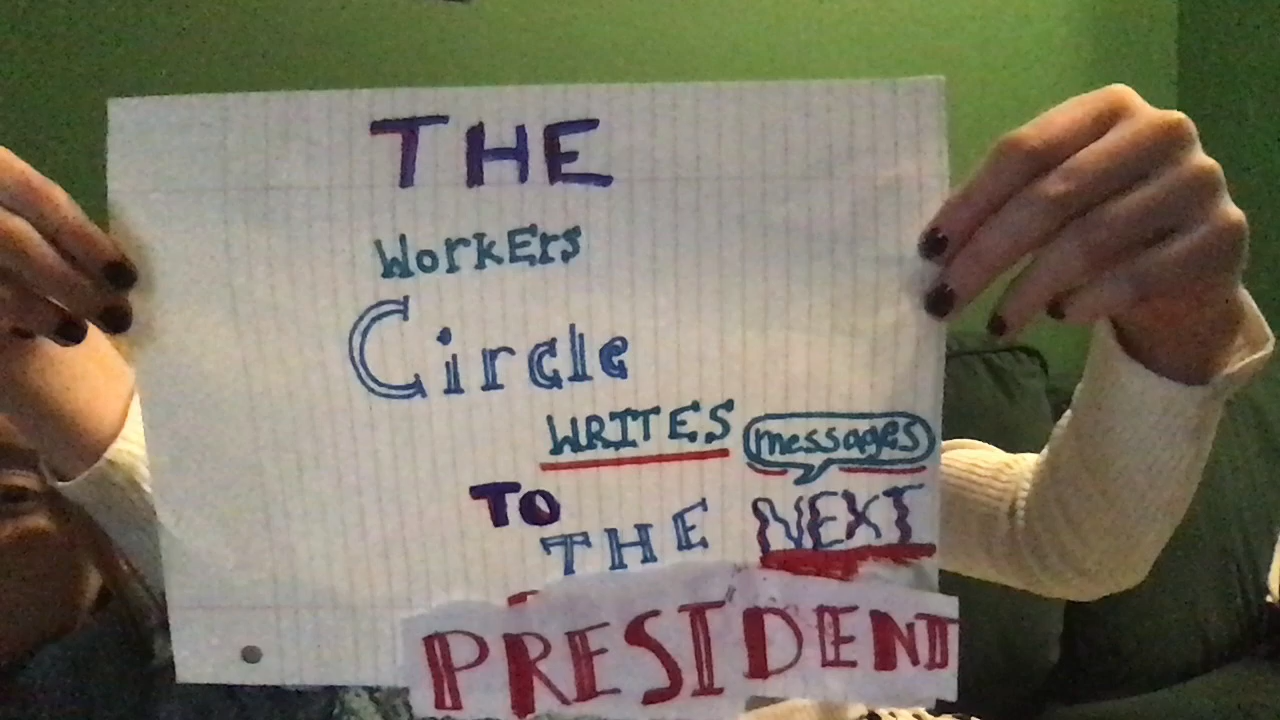 THE
WorkErs
Circle
WRITES messages
TO THE NEXT
PRESIDENT